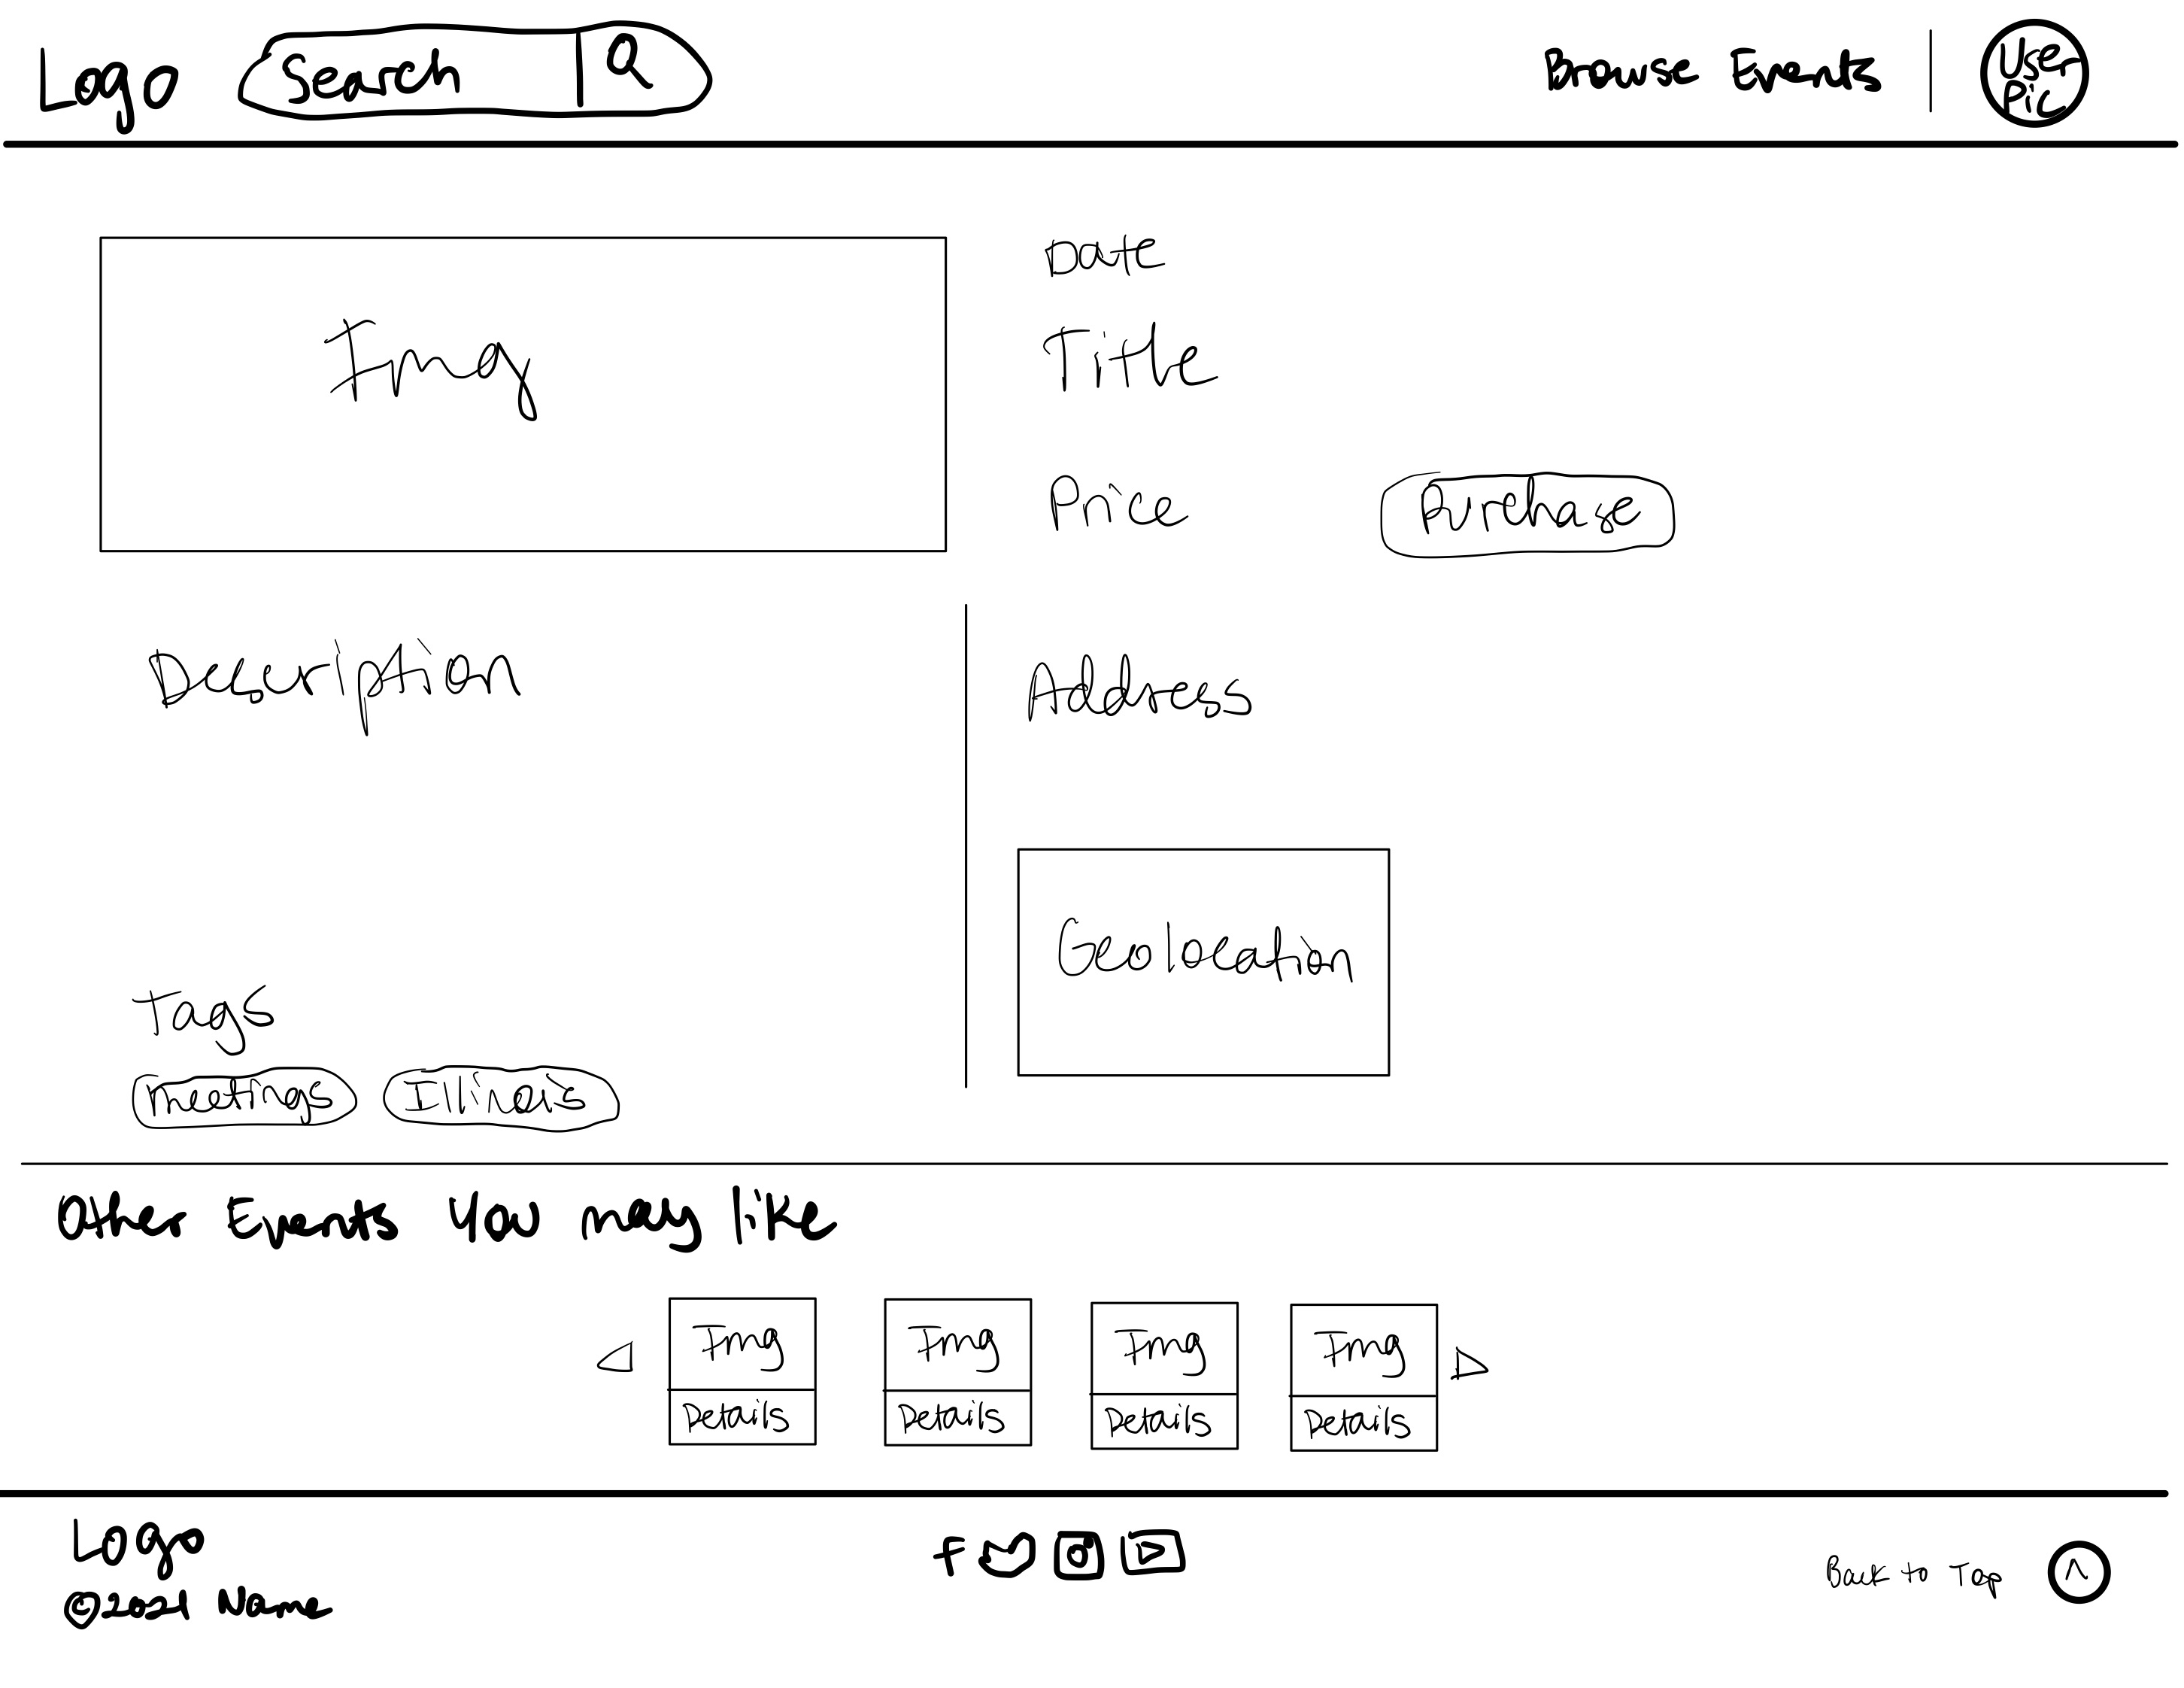 Logo Search Browse Events User Pic
Img
Date
Title
Price Purchase
Description
Address
Geolocation
Tags
meetings Illinois
Other Events You may like
Img Img Img Img
Details Details Details Details
Logo
Back to Top
@2021 Name